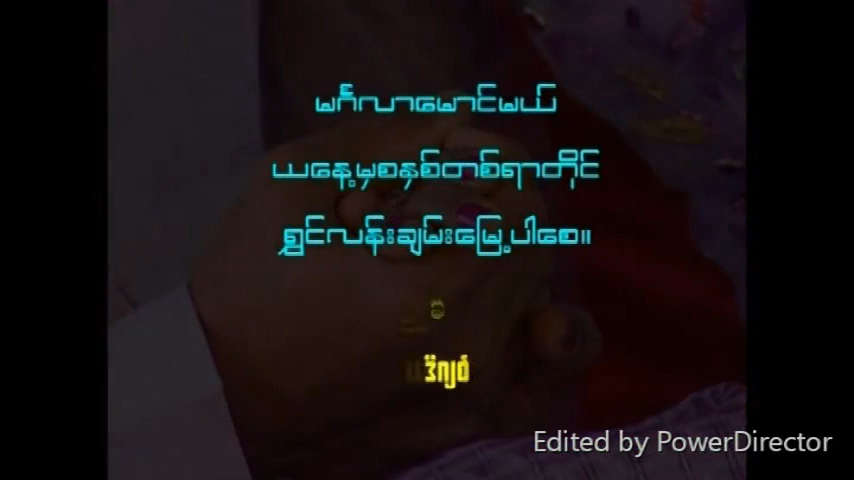 မင်္ဂလာမောင်မယ်
ယနေ့မှစနှစ်တစ်ရာတိုင်
ရွှင်လန်းချမ်းမြေ့ပါစေ။
Edited by PowerDirector